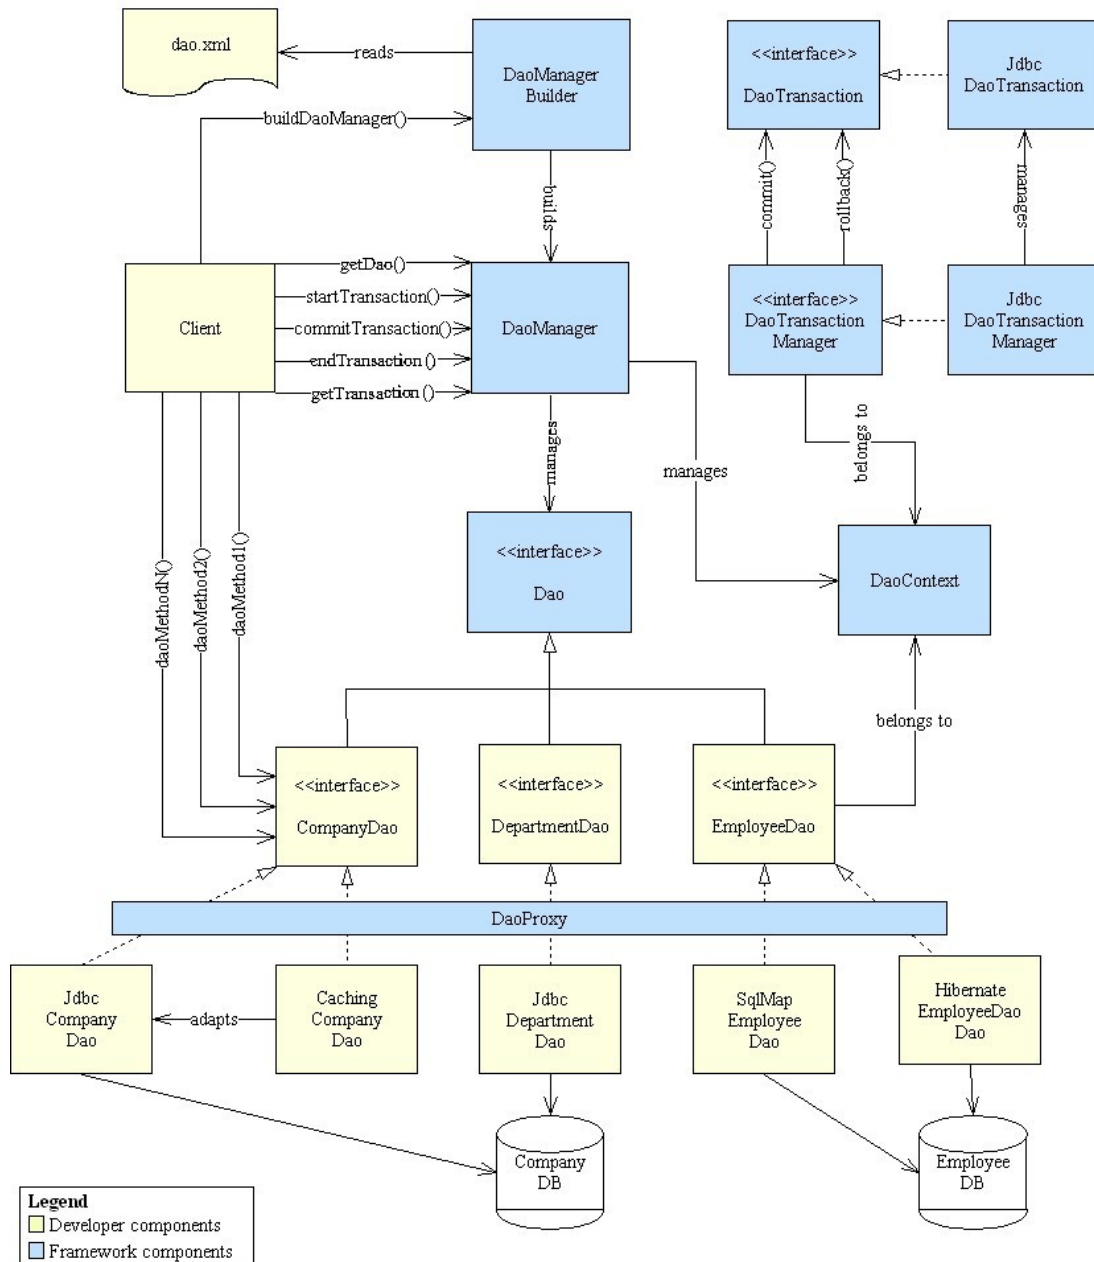 dao.xml
reads
DaoManager
Builder
<<interface>>
DaoTransaction
Jdbc
DaoTransaction
buildDaoManager()
builds
commit()
rollback()
manages
Client
getDao()
startTransaction()
commitTransaction()
endTransaction()
getTransaction()
DaoManager
<<interface>>
DaoTransaction
Manager
Jdbc
DaoTransaction
Manager
manages
manages
belongs to
daoMethodN()
daoMethod2()
daoMethod1()
<<interface>>
Dao
DaoContext
belongs to
<<interface>>
CompanyDao
<<interface>>
DepartmentDao
<<interface>>
EmployeeDao
DaoProxy
Jdbc
Company
Dao
adapts
Caching
Company
Dao
Jdbc
Department
Dao
SqlMap
Employee
Dao
Hibernate
EmployeeDao
Dao
Company
DB
Employee
DB
Legend
Developer components
Framework components